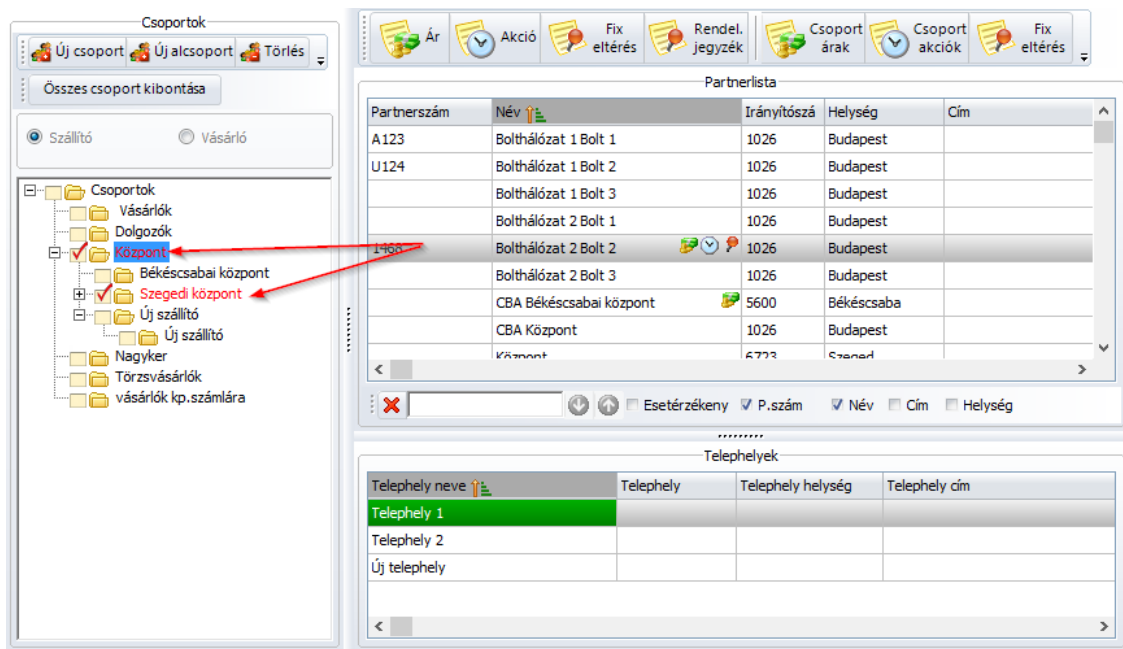 Csoportok
Új csoport Új alcsoport Törlés
Összes csoport kibontása
Szállító Vásárló
Csoportok
Vásárlók
Dolgozók
Központ
Békéscsabai központ
Szegedi központ
Új szállító
Új szállító
Nagyker
Törzsvásárlók
vásárlók kp.számlára
Ár Akció Fix eltérés Rendel. jegyzék Csoport árak Csoport akciók Fix eltérés
Partnerlista
Partnerszám Név Irányítószá Helység Cím
A123 Bolthálózat 1 Bolt 1 1026 Budapest
U124 Bolthálózat 1 Bolt 2 1026 Budapest
Bolthálózat 1 Bolt 3 1026 Budapest
Bolthálózat 2 Bolt 1 1026 Budapest
1468 Bolthálózat 2 Bolt 2 1026 Budapest
Bolthálózat 2 Bolt 3 1026 Budapest
CBA Békéscsabai központ 5600 Békéscsaba
CBA Központ 1026 Budapest
Központ 6723 Szeged
Esetérzékeny P.szám Név Cím Helység
Telephelyek
Telephely neve Telephely Telephely helység Telephely cím
Telephely 1
Telephely 2
Új telephely